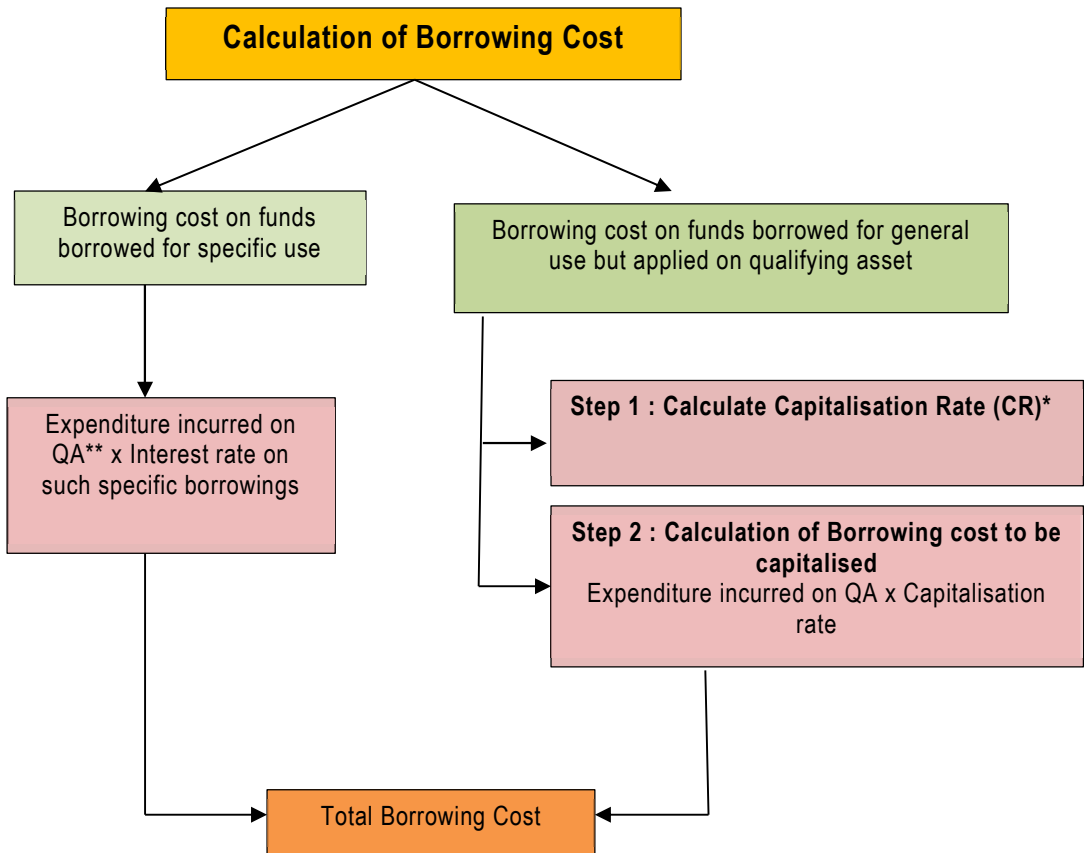 Calculation of Borrowing Cost
Borrowing cost on funds
borrowed for specific use
Borrowing cost on funds borrowed for general
use but applied on qualifying asset
Expenditure incurred on
QA** x Interest rate on
such specific borrowings
Step 1 : Calculate Capitalisation Rate (CR)*
Step 2 : Calculation of Borrowing cost to be
capitalised
Expenditure incurred on QA x Capitalisation
rate
Total Borrowing Cost